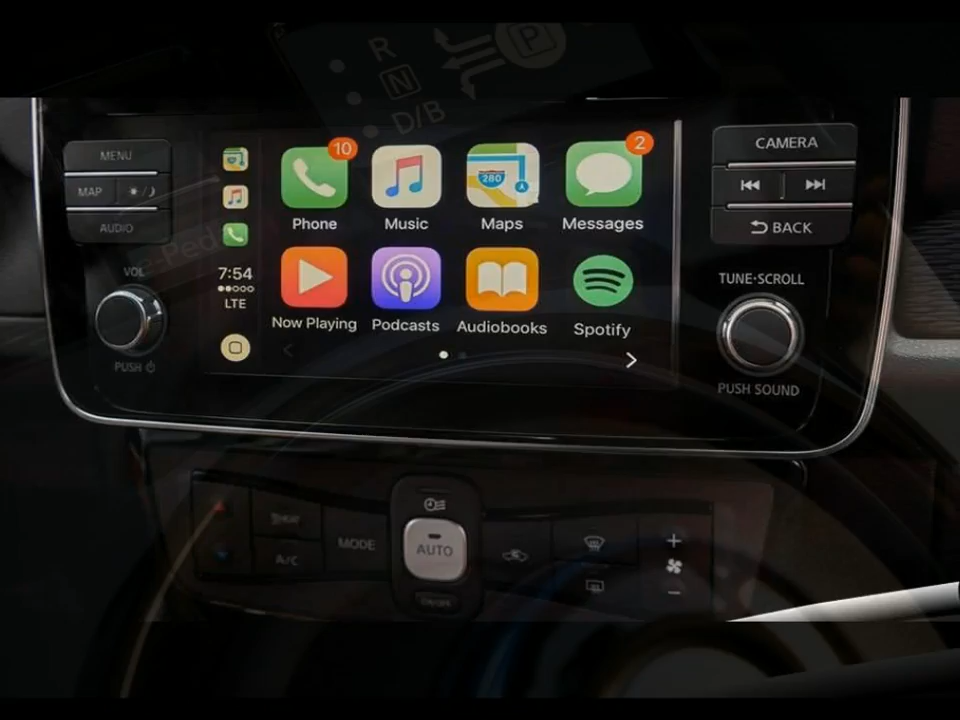 R
P
N
D/B
e-Ped
MENU
MAP
AUDIO
VOL
PUSH
10
2
280
Phone
Music
Maps
Messages
7:54
LTE
Now Playing
Podcasts
Audiobooks
Spotify
CAMERA
BACK
TUNE·SCROLL
PUSH SOUND
A/C
MODE
AUTO